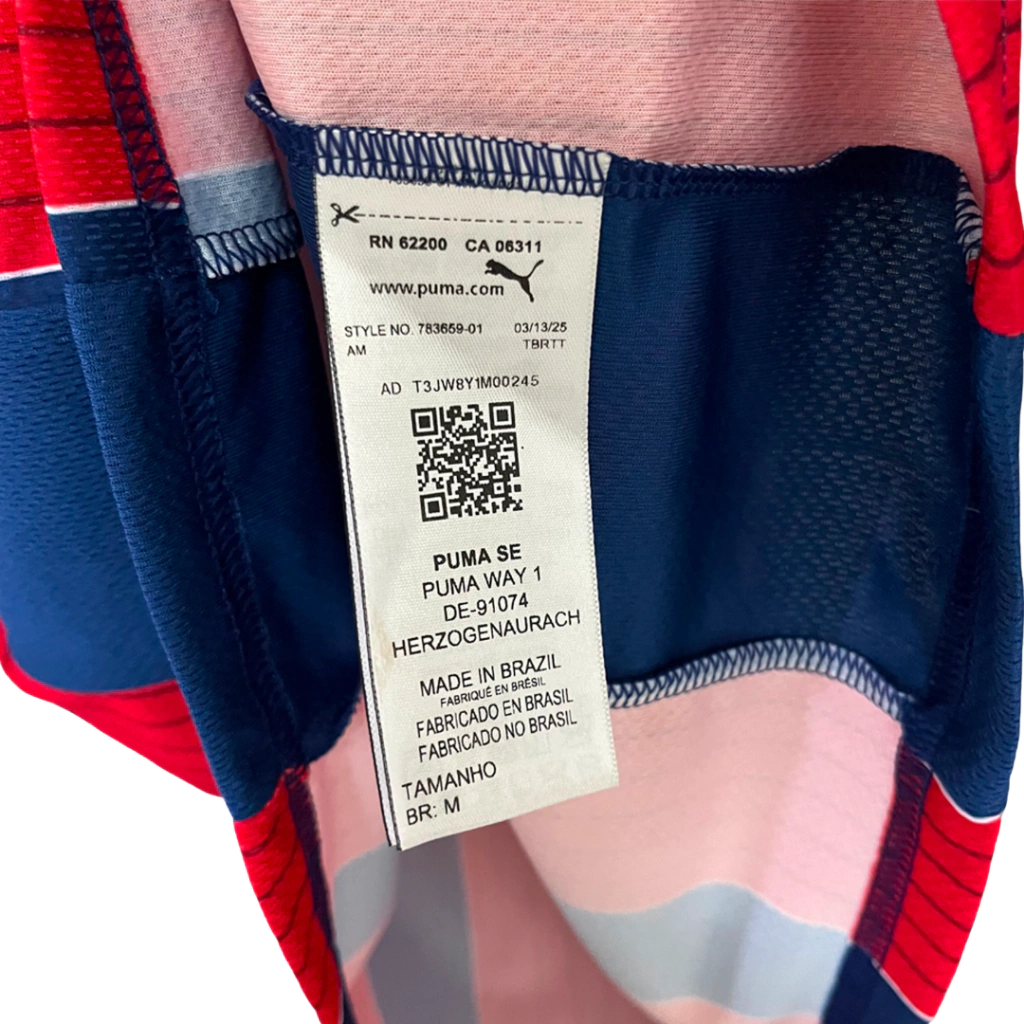 RN 62200 CA 06311
www.puma.com
STYLE NO. 783659-01 03/13/25
AM TBRTT
AD T3JW8Y1M00245
PUMA SE
PUMA WAY 1
DE-91074
HERZOGENAURACH
MADE IN BRAZIL
FABRIQUÉ EN BRÉSIL
FABRICADO EN BRASIL
FABRICADO NO BRASIL
TAMANHO
BR: M